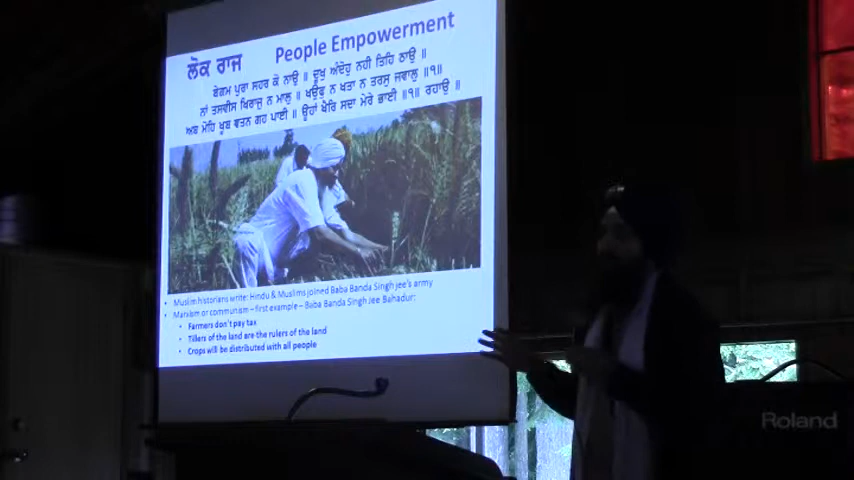 ਲੋਕ ਰਾਜ People Empowerment
ਬੇਗਮ ਪੁਰਾ ਸਹਰ ਕੋ ਨਾਉ ॥ ਦੂਖੁ ਅੰਦੋਹੁ ਨਹੀ ਤਿਹਿ ਠਾਉ ॥
ਨਾਂ ਤਸਵੀਸ ਖਿਰਾਜੁ ਨ ਮਾਲੁ ॥ ਖਉਫੁ ਨ ਖਤਾ ਨ ਤਰਸੁ ਜਵਾਲੁ ॥੧॥
ਅਬ ਮੋਹਿ ਖੂਬ ਵਤਨ ਗਹ ਪਾਈ ॥ ਊਹਾਂ ਖੈਰਿ ਸਦਾ ਮੇਰੇ ਭਾਈ ॥੧॥ ਰਹਾਉ ॥
• Muslim historians write: Hindu & Muslims joined Baba Banda Singh jee's army
• Marxism or communism – first example – Baba Banda Singh Jee Bahadur:
• Farmers don't pay tax
• Tillers of the land are the rulers of the land
• Crops will be distributed with all people
Roland